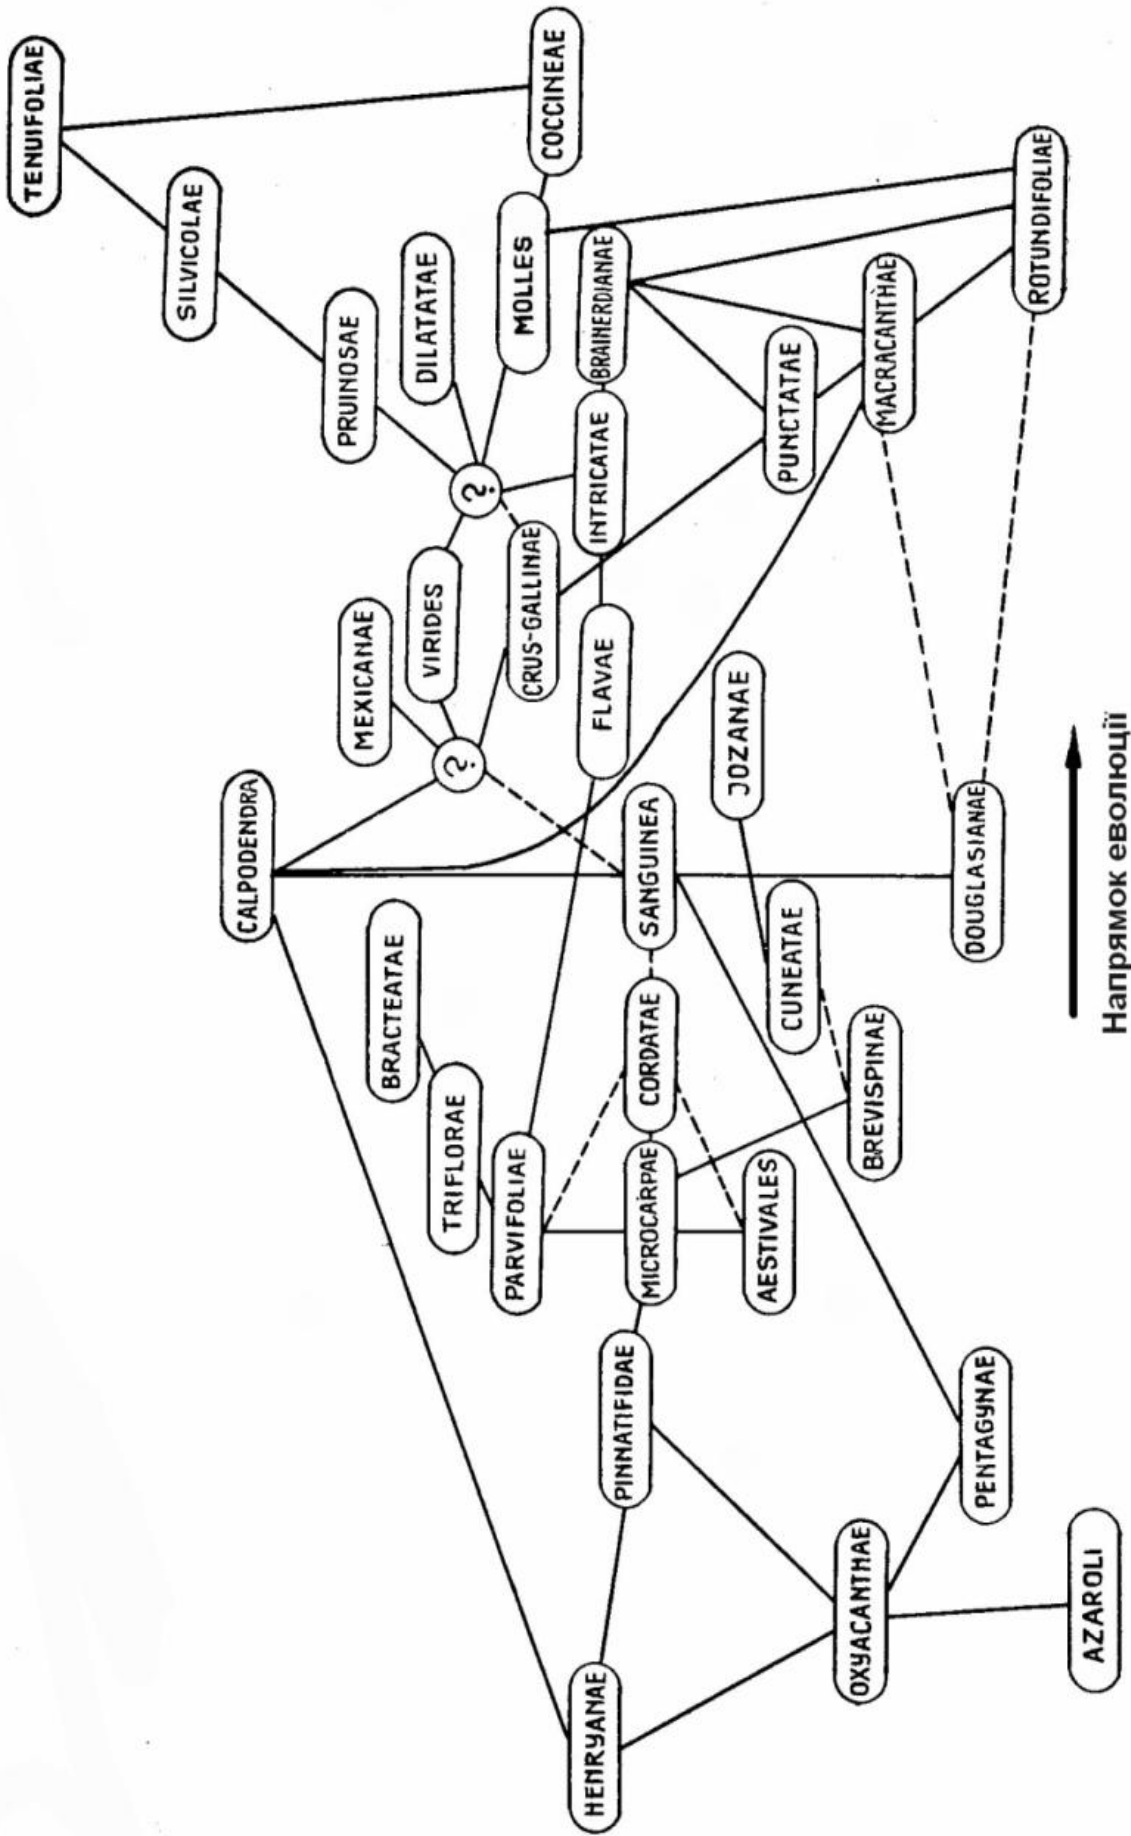 TENUIFOLIAE
SILVICOLAE
COCCINEAE
PRUINOSAE
DILATATAE
MOLLES
BRAINERDIANAE
ROTUNDIFOLIAE
MACRACANTHAE
PUNCTATAE
INTRICATAE
?
CRUS-GALLINAE
VIRIDES
MEXICANAE
?
FLAVAE
CALPODENDRA
SANGUINEA
JOZANAE
DOUGLASIANAE
CUNEATAE
CORDATAE
BRACTEATAE
TRIFLORAE
PARVIFOLIAE
MICROCARPAE
AESTIVALES
BREVISPINAE
PINNATIFIDAE
PENTAGYNAE
OXYACANTHAE
HENRYANAE
AZAROLI
Напрямок еволюції